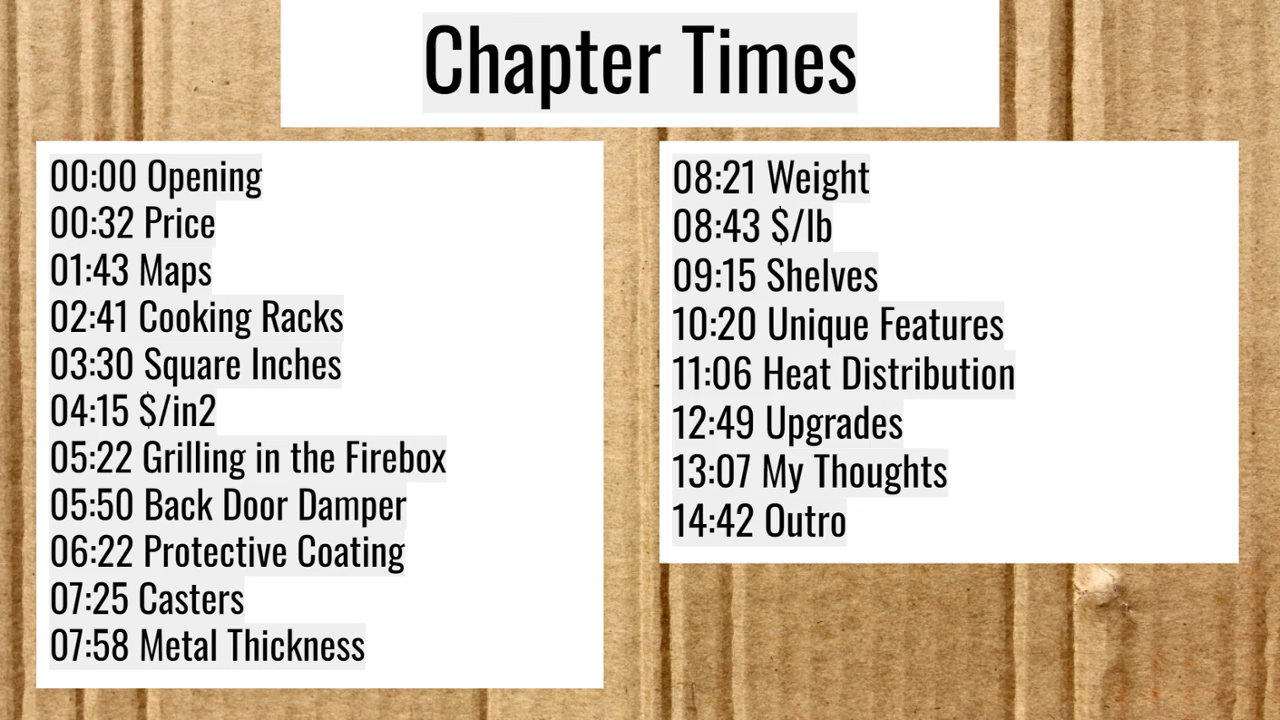 Chapter Times
00:00 Opening
00:32 Price
01:43 Maps
02:41 Cooking Racks
03:30 Square Inches
04:15 $/in2
05:22 Grilling in the Firebox
05:50 Back Door Damper
06:22 Protective Coating
07:25 Casters
07:58 Metal Thickness
08:21 Weight
08:43 $/lb
09:15 Shelves
10:20 Unique Features
11:06 Heat Distribution
12:49 Upgrades
13:07 My Thoughts
14:42 Outro